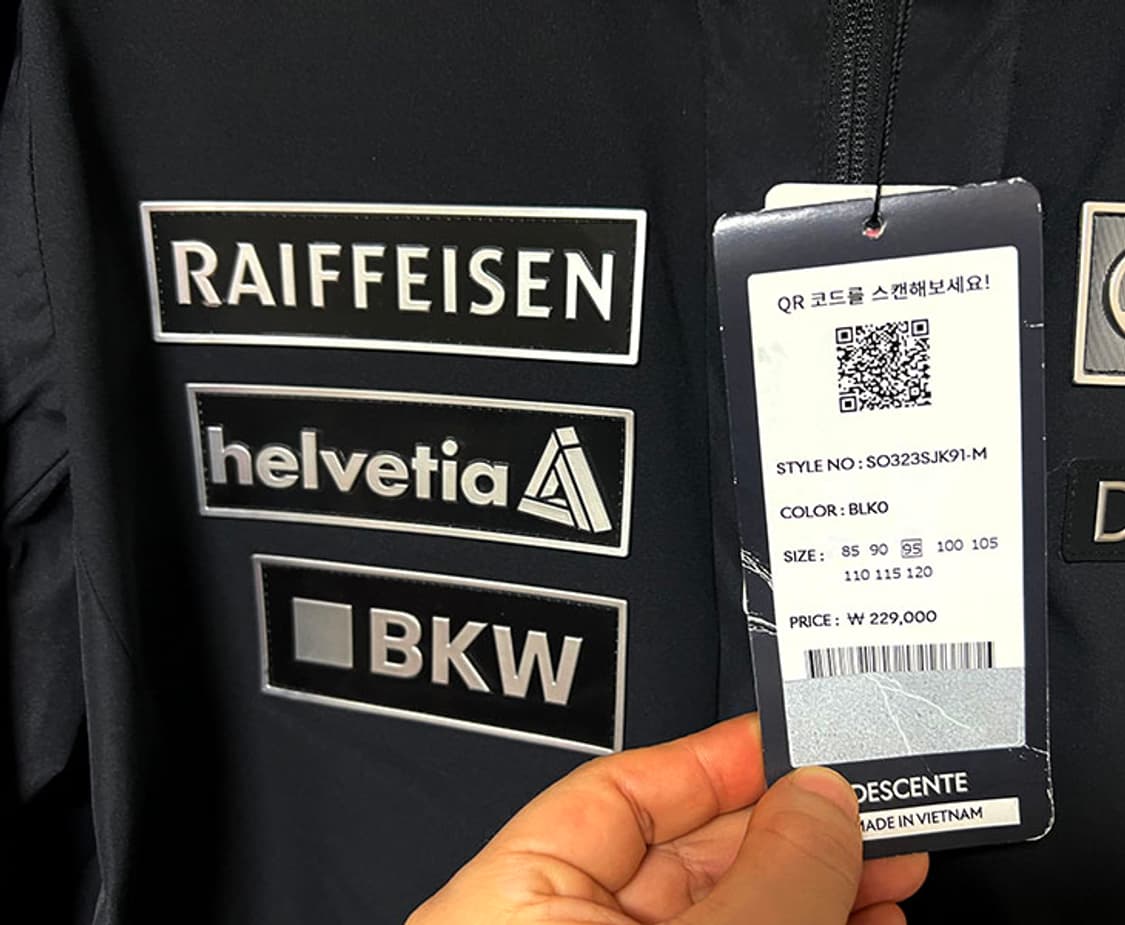 RAIFFEISEN
helvetia
BKW
QR 코드를 스캔해보세요!
STYLE NO : SO323SJK91-M
COLOR : BLK0
SIZE : 85 90 95 100 105
110 115 120
PRICE : ₩ 229,000
DESCENTE
MADE IN VIETNAM